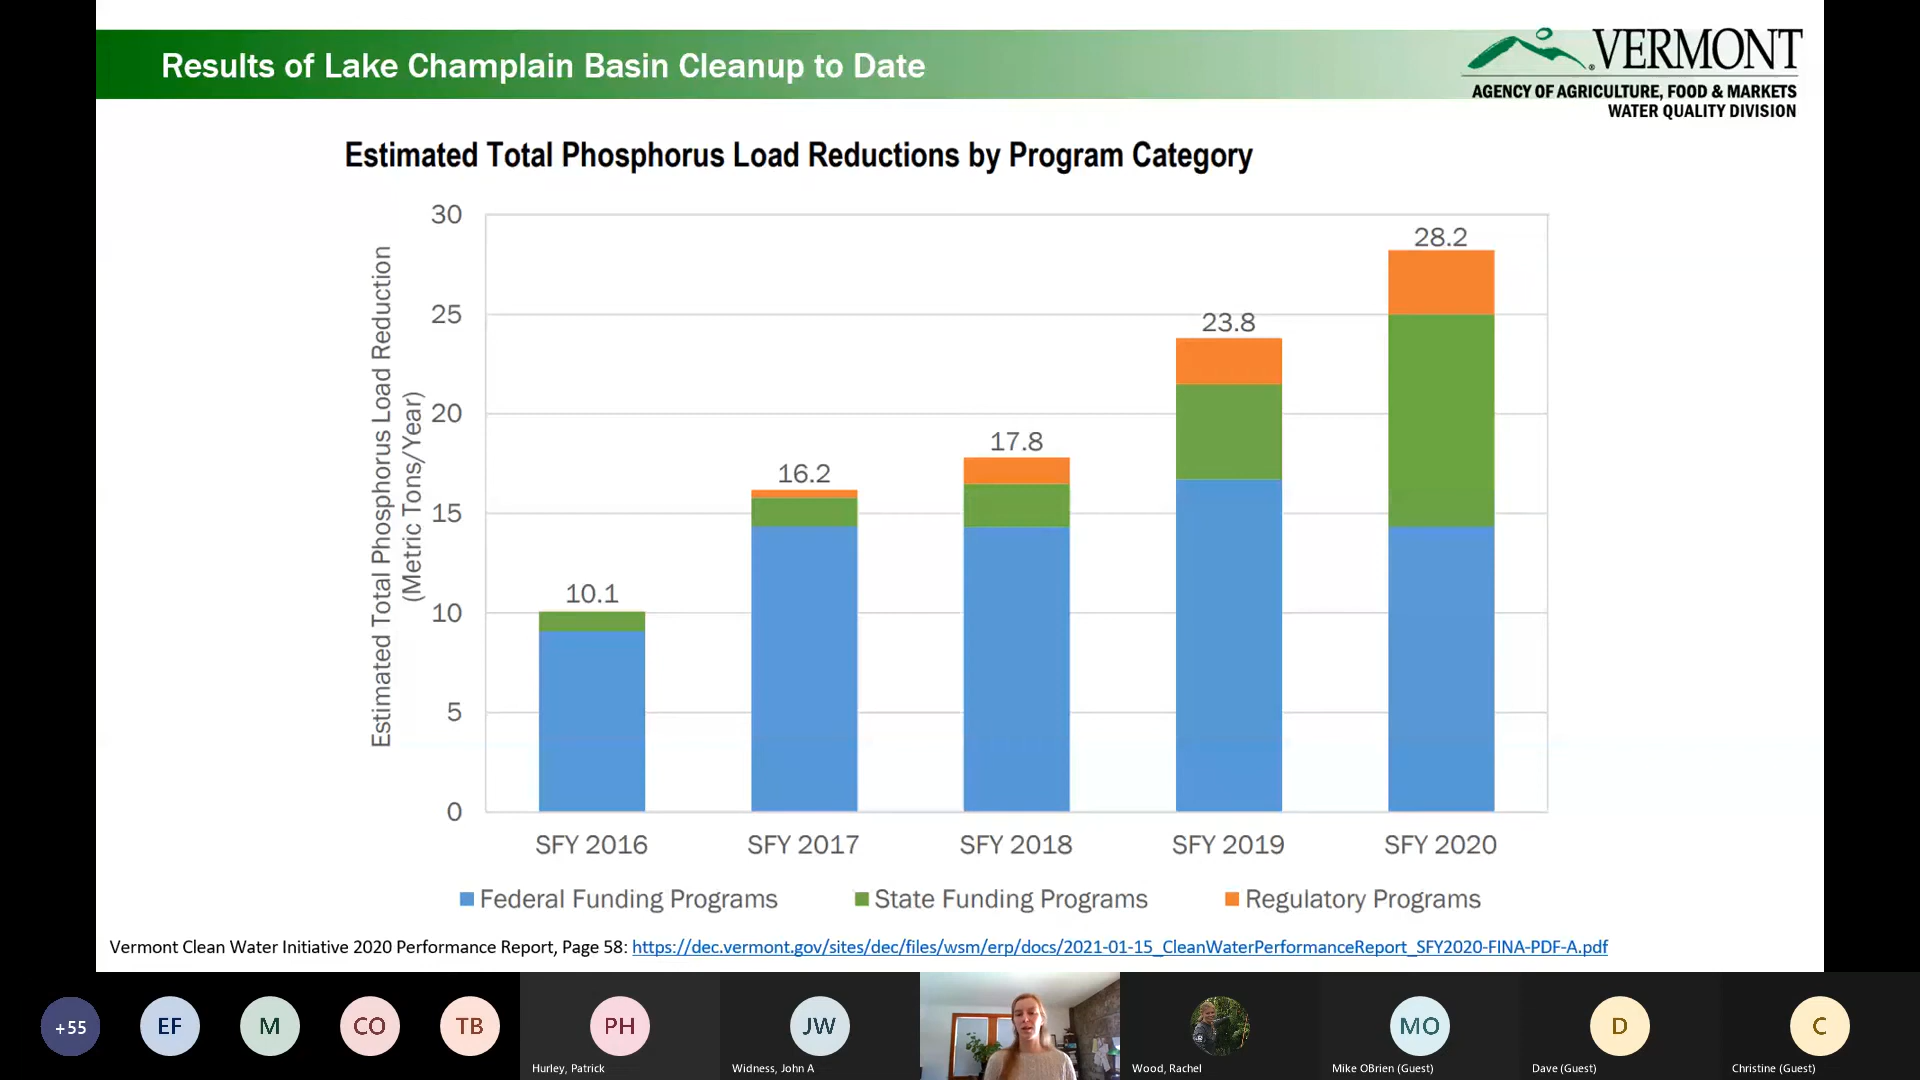 Results of Lake Champlain Basin Cleanup to Date
VERMONT
AGENCY OF AGRICULTURE, FOOD & MARKETS
WATER QUALITY DIVISION
Estimated Total Phosphorus Load Reductions by Program Category
Estimated Total Phosphorus Load Reduction
(Metric Tons/Year)
30
25
20
15
10
5
0
10.1
16.2
17.8
23.8
28.2
SFY 2016
SFY 2017
SFY 2018
SFY 2019
SFY 2020
Federal Funding Programs
State Funding Programs
Regulatory Programs
Vermont Clean Water Initiative 2020 Performance Report, Page 58: https://dec.vermont.gov/sites/dec/files/wsm/erp/docs/2021-01-15_CleanWaterPerformanceReport_SFY2020-FINA-PDF-A.pdf
+55
EF
M
CO
TB
PH
JW
MO
D
C
Hurley, Patrick
Widness, John A
Wood, Rachel
Mike OBrien (Guest)
Dave (Guest)
Christine (Guest)